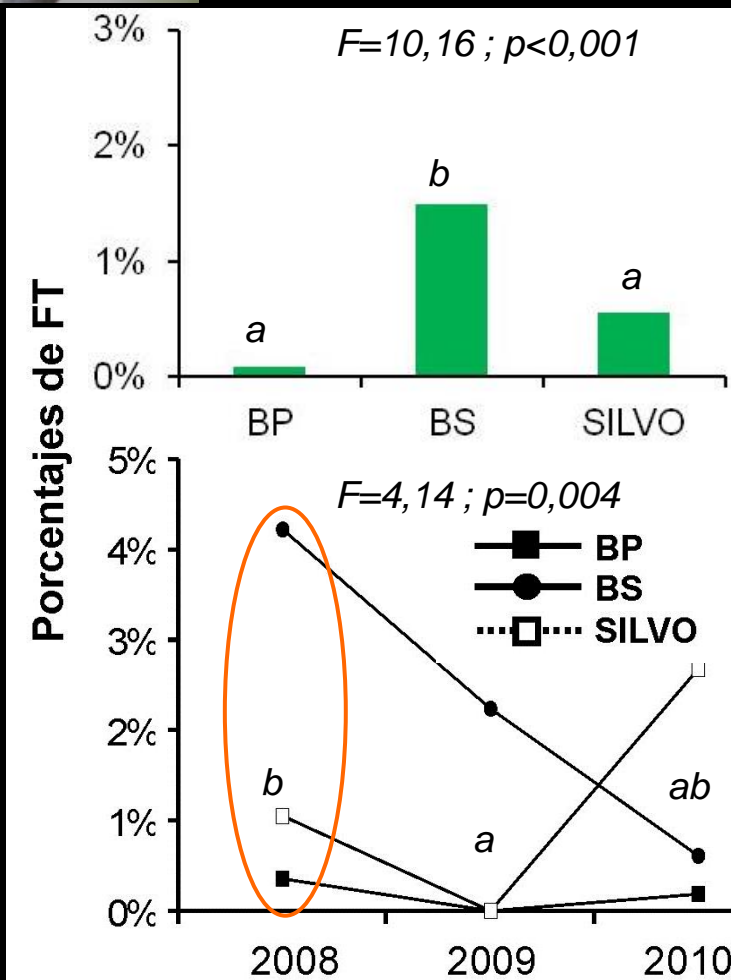 3%
F=10,16 ; p<0,001
2%
b
1%
a
a
0%
BP BS SILVO
Porcentajes de FT
5%
F=4,14 ; p=0,004
4%
BP
BS
3%
SILVO
2%
b
ab
1%
a
0%
2008 2009 2010